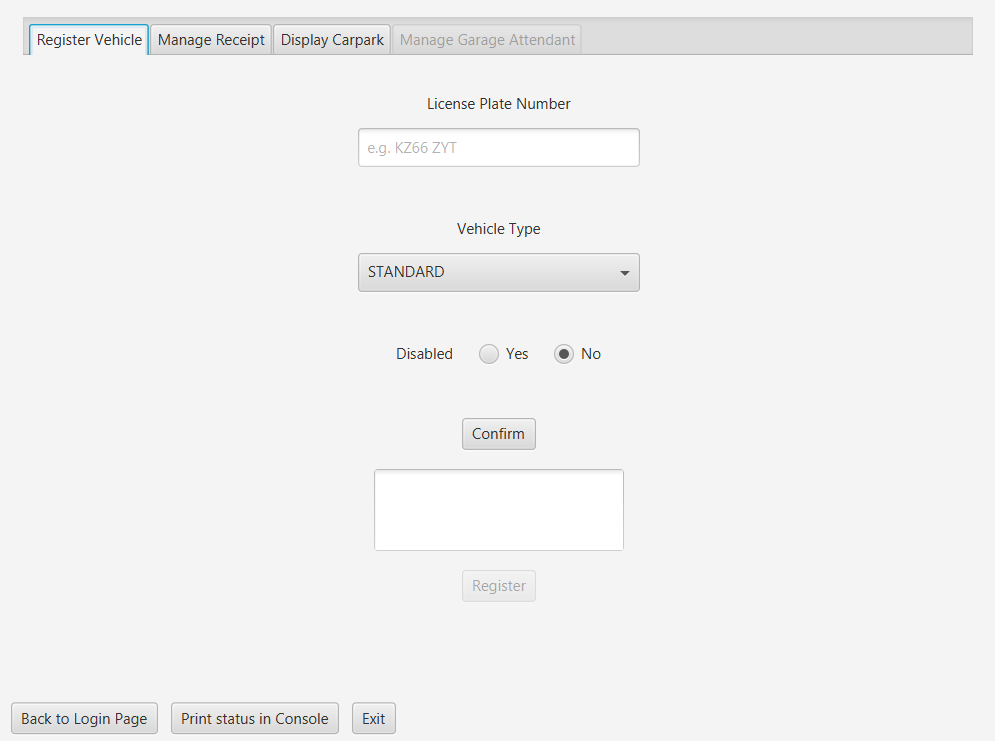 Register Vehicle Manage Receipt Display Carpark Manage Garage Attendant
License Plate Number
e.g. KZ66 ZYT
Vehicle Type
STANDARD
Disabled Yes No
Confirm
Register
Back to Login Page Print status in Console Exit